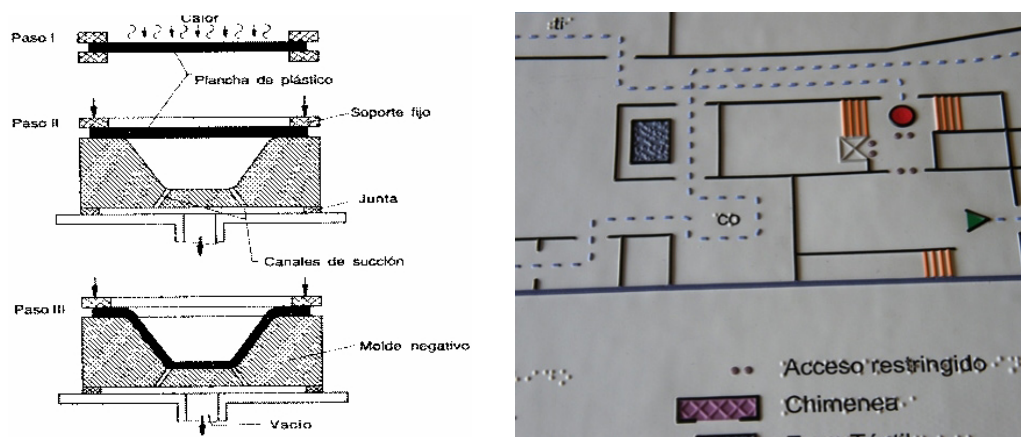 Calor
Paso I
Plancha de plástico
Paso II
Soporte fijo
Junta
Canales de succión
Paso III
Molde negativo
Vacío
co
Acceso restringido
Chimenea